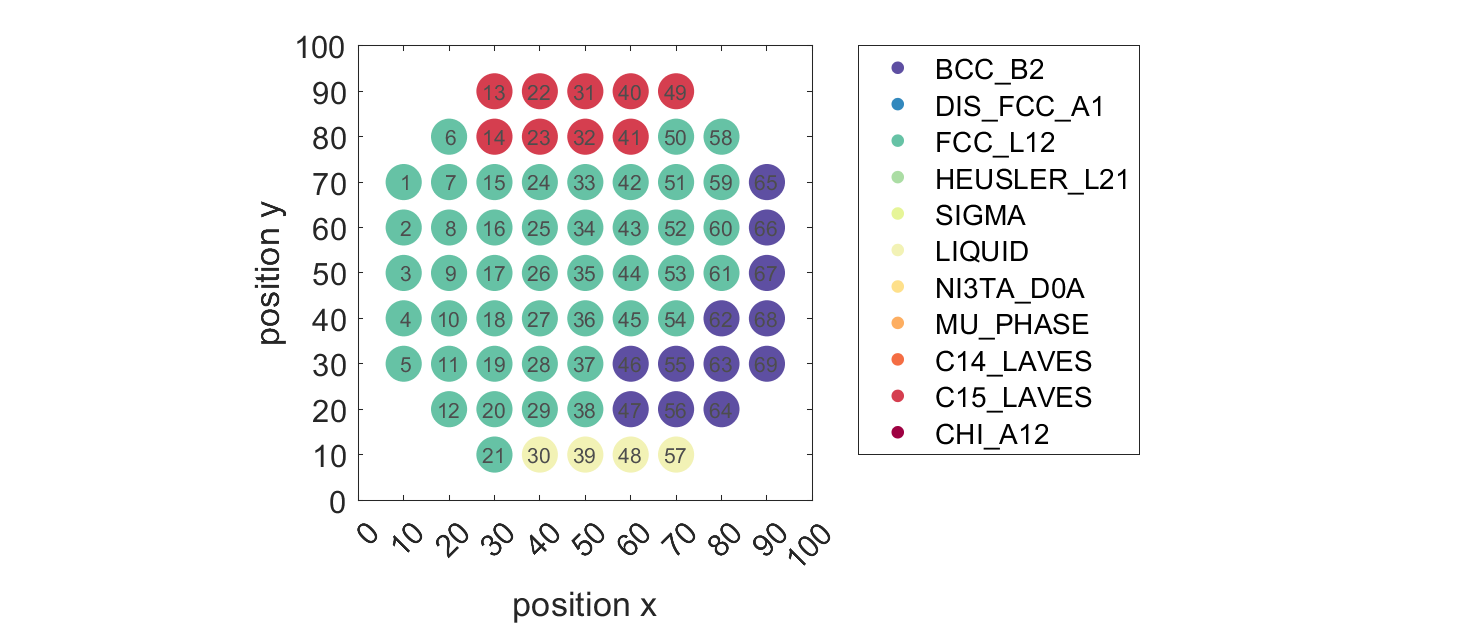 100
90
80
70
60
50
40
30
20
10
0
position y
13 22 31 40 49
6 14 23 32 41 50 58
1 7 15 24 33 42 51 59 65
2 8 16 25 34 43 52 60 66
3 9 17 26 35 44 53 61 67
4 10 18 27 36 45 54 62 68
5 11 19 28 37 46 55 63 69
12 20 29 38 47 56 64
21 30 39 48 57
0 10 20 30 40 50 60 70 80 90 100
position x
BCC_B2
DIS_FCC_A1
FCC_L12
HEUSLER_L21
SIGMA
LIQUID
NI3TA_D0A
MU_PHASE
C14_LAVES
C15_LAVES
CHI_A12